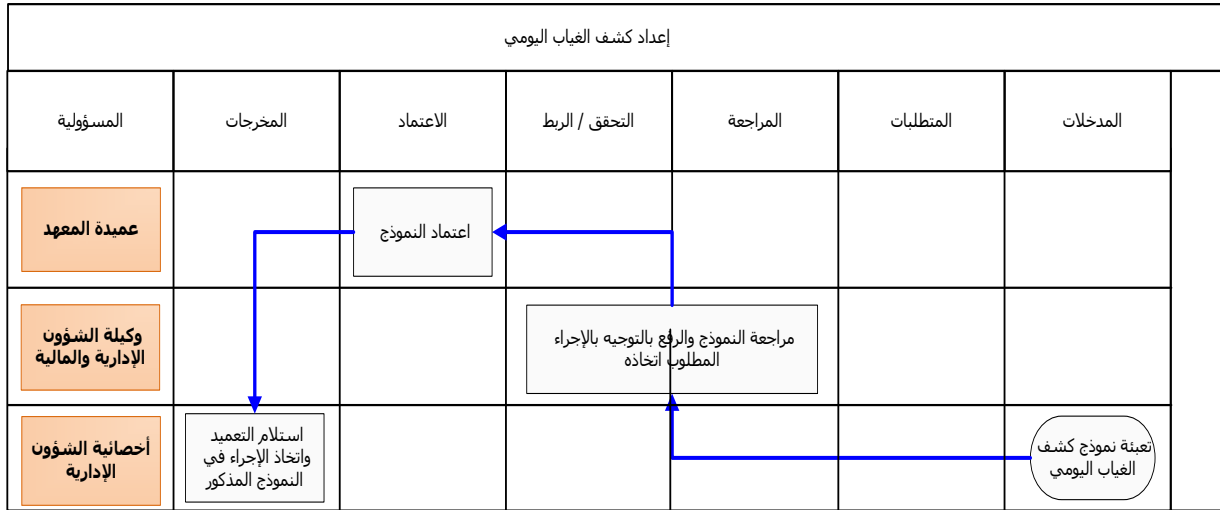 إعداد كشف الغياب اليومي
المدخلات
المتطلبات
المراجعة
التحقق / الربط
الاعتماد
المخرجات
المسؤولية
اعتماد النموذج
عميدة المعهد
مراجعة النموذج والرفع بالتوجيه بالإجراء
المطلوب اتخاذه
وكيلة الشؤون
الإدارية والمالية
تعبئة نموذج كشف
الغياب اليومي
استلام التعميد
واتخاذ الإجراء في
النموذج المذكور
أخصائية الشؤون
الإدارية